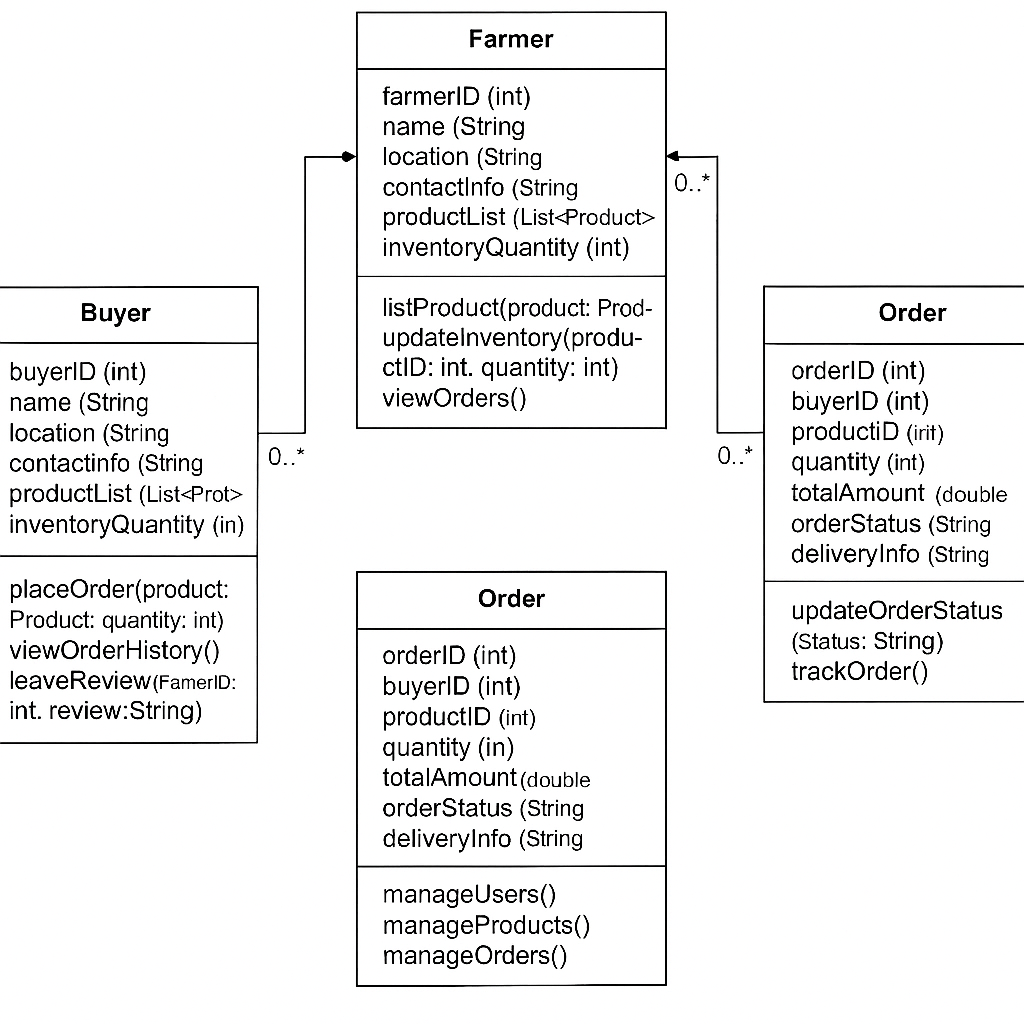 Farmer
farmerID (int)
name (String
location (String
contactInfo (String
productList (List<Product>
inventoryQuantity (int)
listProduct(product: Prod-
updateInventory(produ-
ctID: int. quantity: int)
viewOrders()
0..*
0..*
0..*
Buyer
buyerID (int)
name (String
location (String
contactinfo (String
productList (List<Prot>
inventoryQuantity (in)
placeOrder(product:
Product: quantity: int)
viewOrderHistory()
leaveReview(FamerID:
int. review:String)
Order
orderID (int)
buyerID (int)
productiD (irit)
quantity (int)
totalAmount (double
orderStatus (String
deliveryInfo (String
updateOrderStatus
(Status: String)
trackOrder()
Order
orderID (int)
buyerID (int)
productID (int)
quantity (in)
totalAmount(double
orderStatus (String
deliveryInfo (String
manageUsers()
manageProducts()
manageOrders()